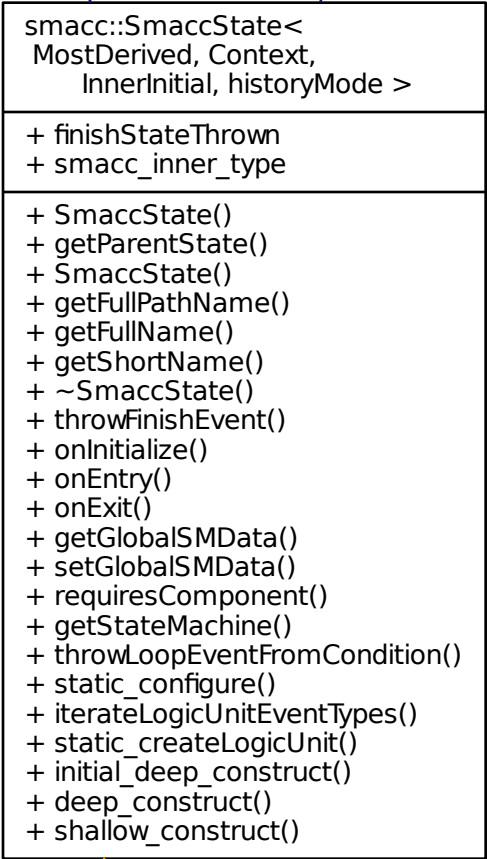 smacc::SmaccState<
MostDerived, Context,
InnerInitial, historyMode >
+ finishStateThrown
+ smacc_inner_type
+ SmaccState()
+ getParentState()
+ SmaccState()
+ getFullPathName()
+ getFullName()
+ getShortName()
+ ~SmaccState()
+ throwFinishEvent()
+ onInitialize()
+ onEntry()
+ onExit()
+ getGlobalSMData()
+ setGlobalSMData()
+ requiresComponent()
+ getStateMachine()
+ throwLoopEventFromCondition()
+ static_configure()
+ iterateLogicUnitEventTypes()
+ static_createLogicUnit()
+ initial_deep_construct()
+ deep_construct()
+ shallow_construct()